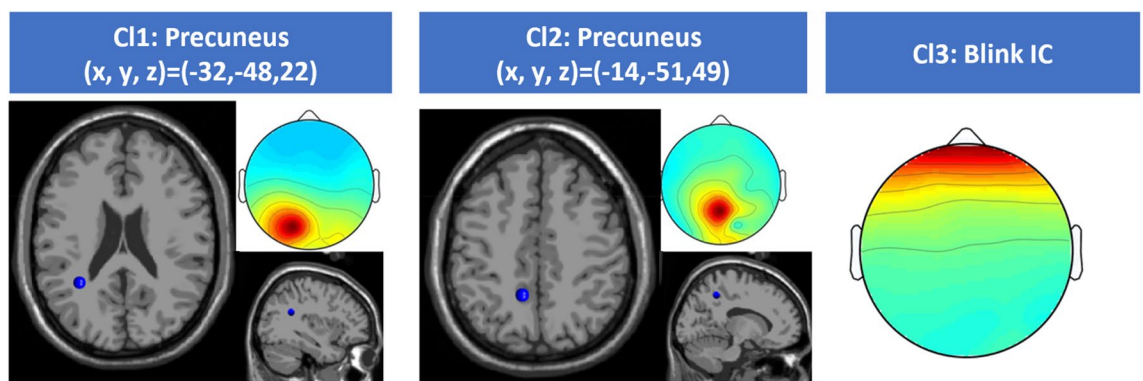 Cl1: Precuneus
(x, y, z)=(-32,-48,22)
Cl2: Precuneus
(x, y, z)=(-14,-51,49)
Cl3: Blink IC